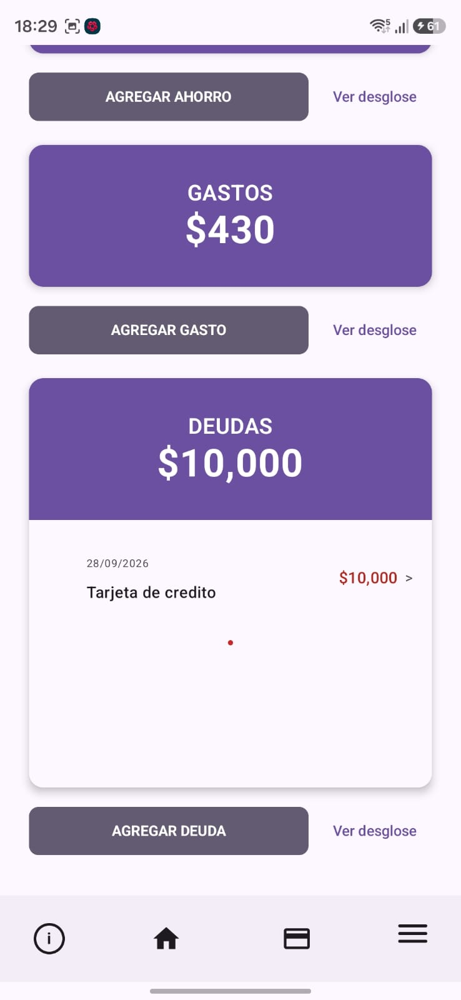 18:29
5
61
AGREGAR AHORRO
Ver desglose
GASTOS
$430
AGREGAR GASTO
Ver desglose
DEUDAS
$10,000
28/09/2026
Tarjeta de credito
$10,000 >
AGREGAR DEUDA
Ver desglose
i